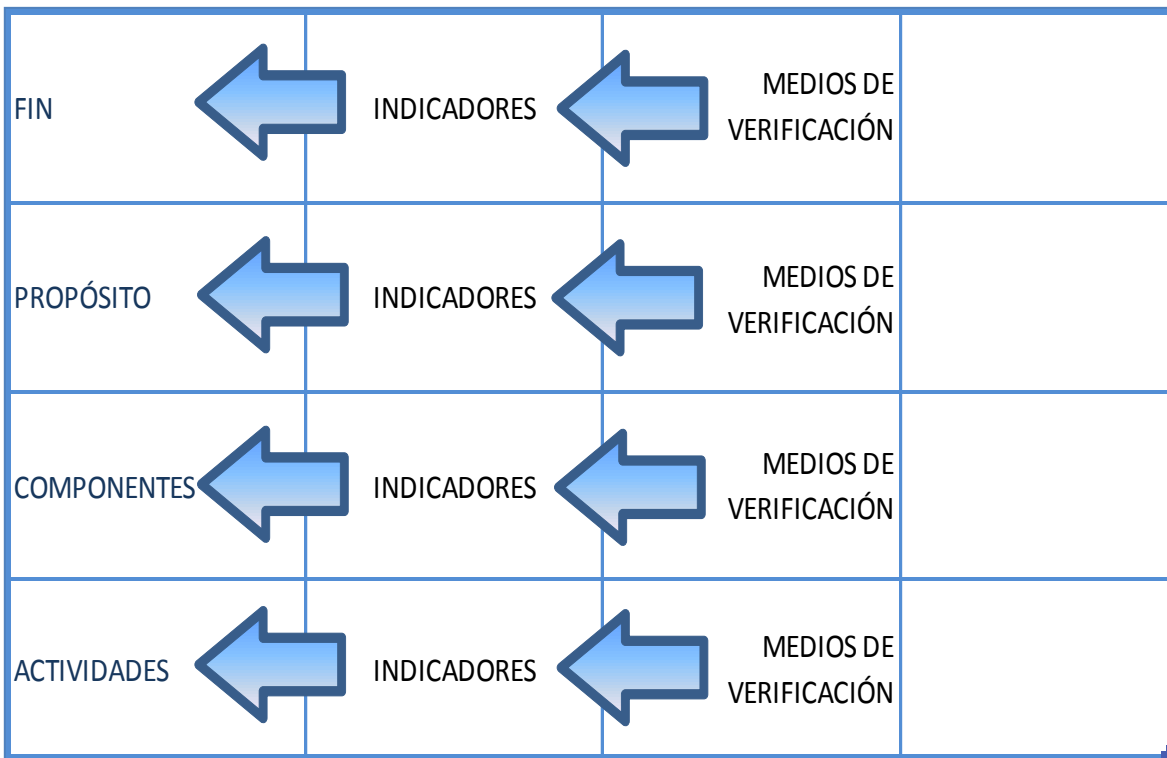 FIN
INDICADORES
MEDIOS DE
VERIFICACIÓN
PROPÓSITO
INDICADORES
MEDIOS DE
VERIFICACIÓN
COMPONENTES
INDICADORES
MEDIOS DE
VERIFICACIÓN
ACTIVIDADES
INDICADORES
MEDIOS DE
VERIFICACIÓN